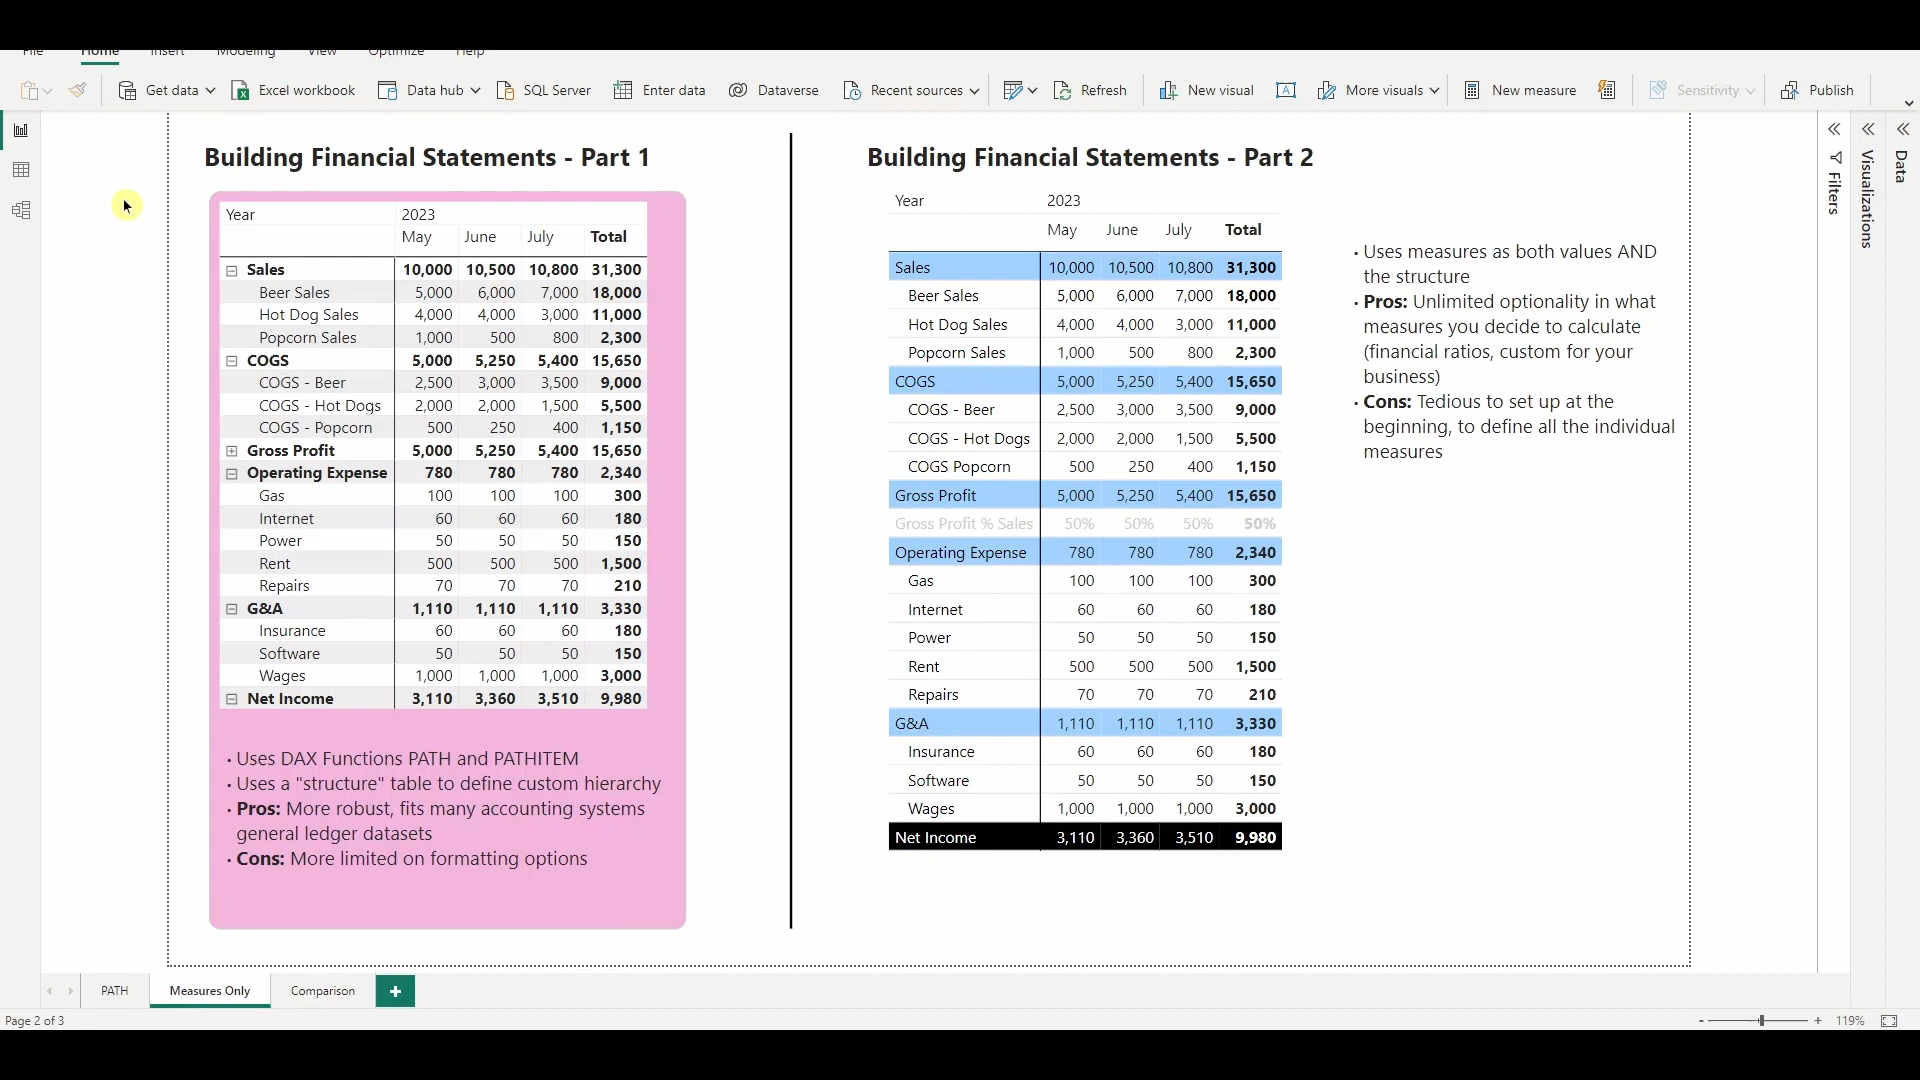 File Home Insert Modeling View Optimize Help
Get data Excel workbook Data hub SQL Server Enter data Dataverse Recent sources Refresh New visual More visuals New measure Sensitivity Publish
Building Financial Statements - Part 1
Year 2023
May June July Total
Sales 10,000 10,500 10,800 31,300
Beer Sales 5,000 6,000 7,000 18,000
Hot Dog Sales 4,000 4,000 3,000 11,000
Popcorn Sales 1,000 500 800 2,300
COGS 5,000 5,250 5,400 15,650
COGS - Beer 2,500 3,000 3,500 9,000
COGS - Hot Dogs 2,000 2,000 1,500 5,500
COGS - Popcorn 500 250 400 1,150
Gross Profit 5,000 5,250 5,400 15,650
Operating Expense 780 780 780 2,340
Gas 100 100 100 300
Internet 60 60 60 180
Power 50 50 50 150
Rent 500 500 500 1,500
Repairs 70 70 70 210
G&A 1,110 1,110 1,110 3,330
Insurance 60 60 60 180
Software 50 50 50 150
Wages 1,000 1,000 1,000 3,000
Net Income 3,110 3,360 3,510 9,980
· Uses DAX Functions PATH and PATHITEM
· Uses a "structure" table to define custom hierarchy
· Pros: More robust, fits many accounting systems
general ledger datasets
· Cons: More limited on formatting options
Building Financial Statements - Part 2
Year 2023
May June July Total
Sales 10,000 10,500 10,800 31,300
Beer Sales 5,000 6,000 7,000 18,000
Hot Dog Sales 4,000 4,000 3,000 11,000
Popcorn Sales 1,000 500 800 2,300
COGS 5,000 5,250 5,400 15,650
COGS - Beer 2,500 3,000 3,500 9,000
COGS - Hot Dogs 2,000 2,000 1,500 5,500
COGS Popcorn 500 250 400 1,150
Gross Profit 5,000 5,250 5,400 15,650
Gross Profit % Sales 50% 50% 50% 50%
Operating Expense 780 780 780 2,340
Gas 100 100 100 300
Internet 60 60 60 180
Power 50 50 50 150
Rent 500 500 500 1,500
Repairs 70 70 70 210
G&A 1,110 1,110 1,110 3,330
Insurance 60 60 60 180
Software 50 50 50 150
Wages 1,000 1,000 1,000 3,000
Net Income 3,110 3,360 3,510 9,980
· Uses measures as both values AND
the structure
· Pros: Unlimited optionality in what
measures you decide to calculate
(financial ratios, custom for your
business)
· Cons: Tedious to set up at the
beginning, to define all the individual
measures
Filters
Visualizations
Data
PATH Measures Only Comparison
Page 2 of 3
119%